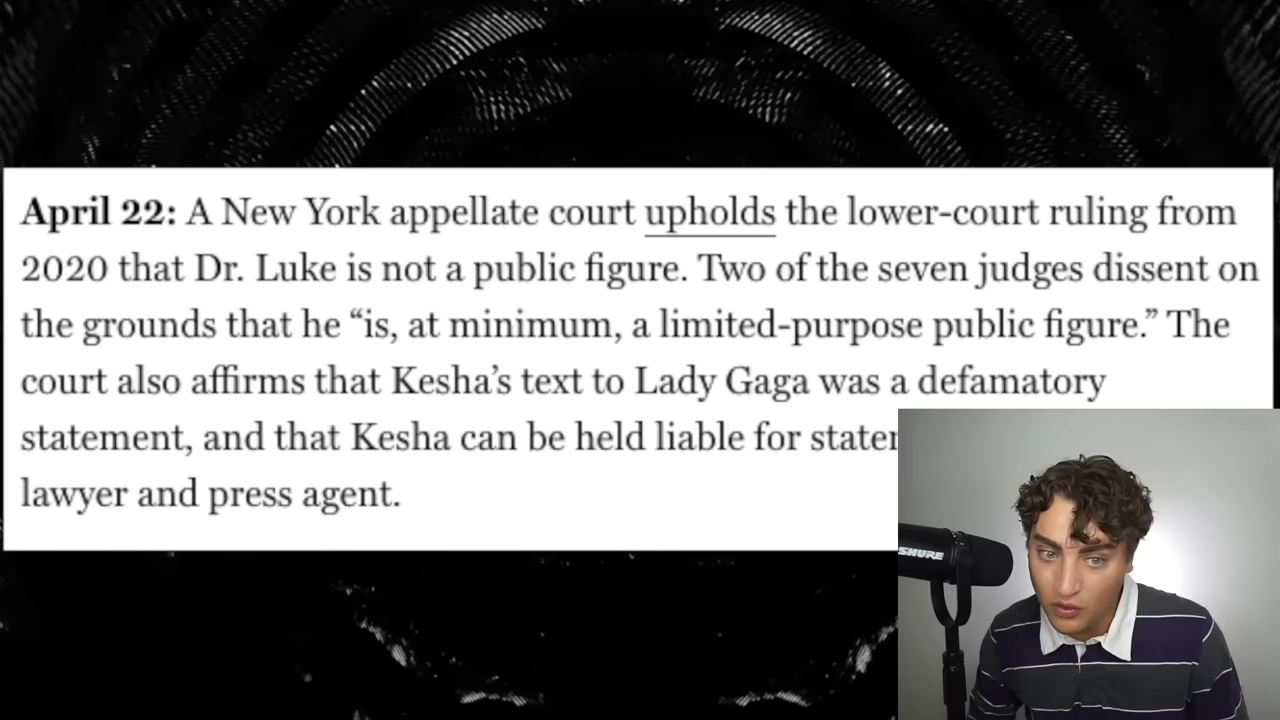 April 22: A New York appellate court upholds the lower-court ruling from
2020 that Dr. Luke is not a public figure. Two of the seven judges dissent on
the grounds that he “is, at minimum, a limited-purpose public figure.” The
court also affirms that Kesha’s text to Lady Gaga was a defamatory
statement, and that Kesha can be held liable for
lawyer and press agent.
SHURE